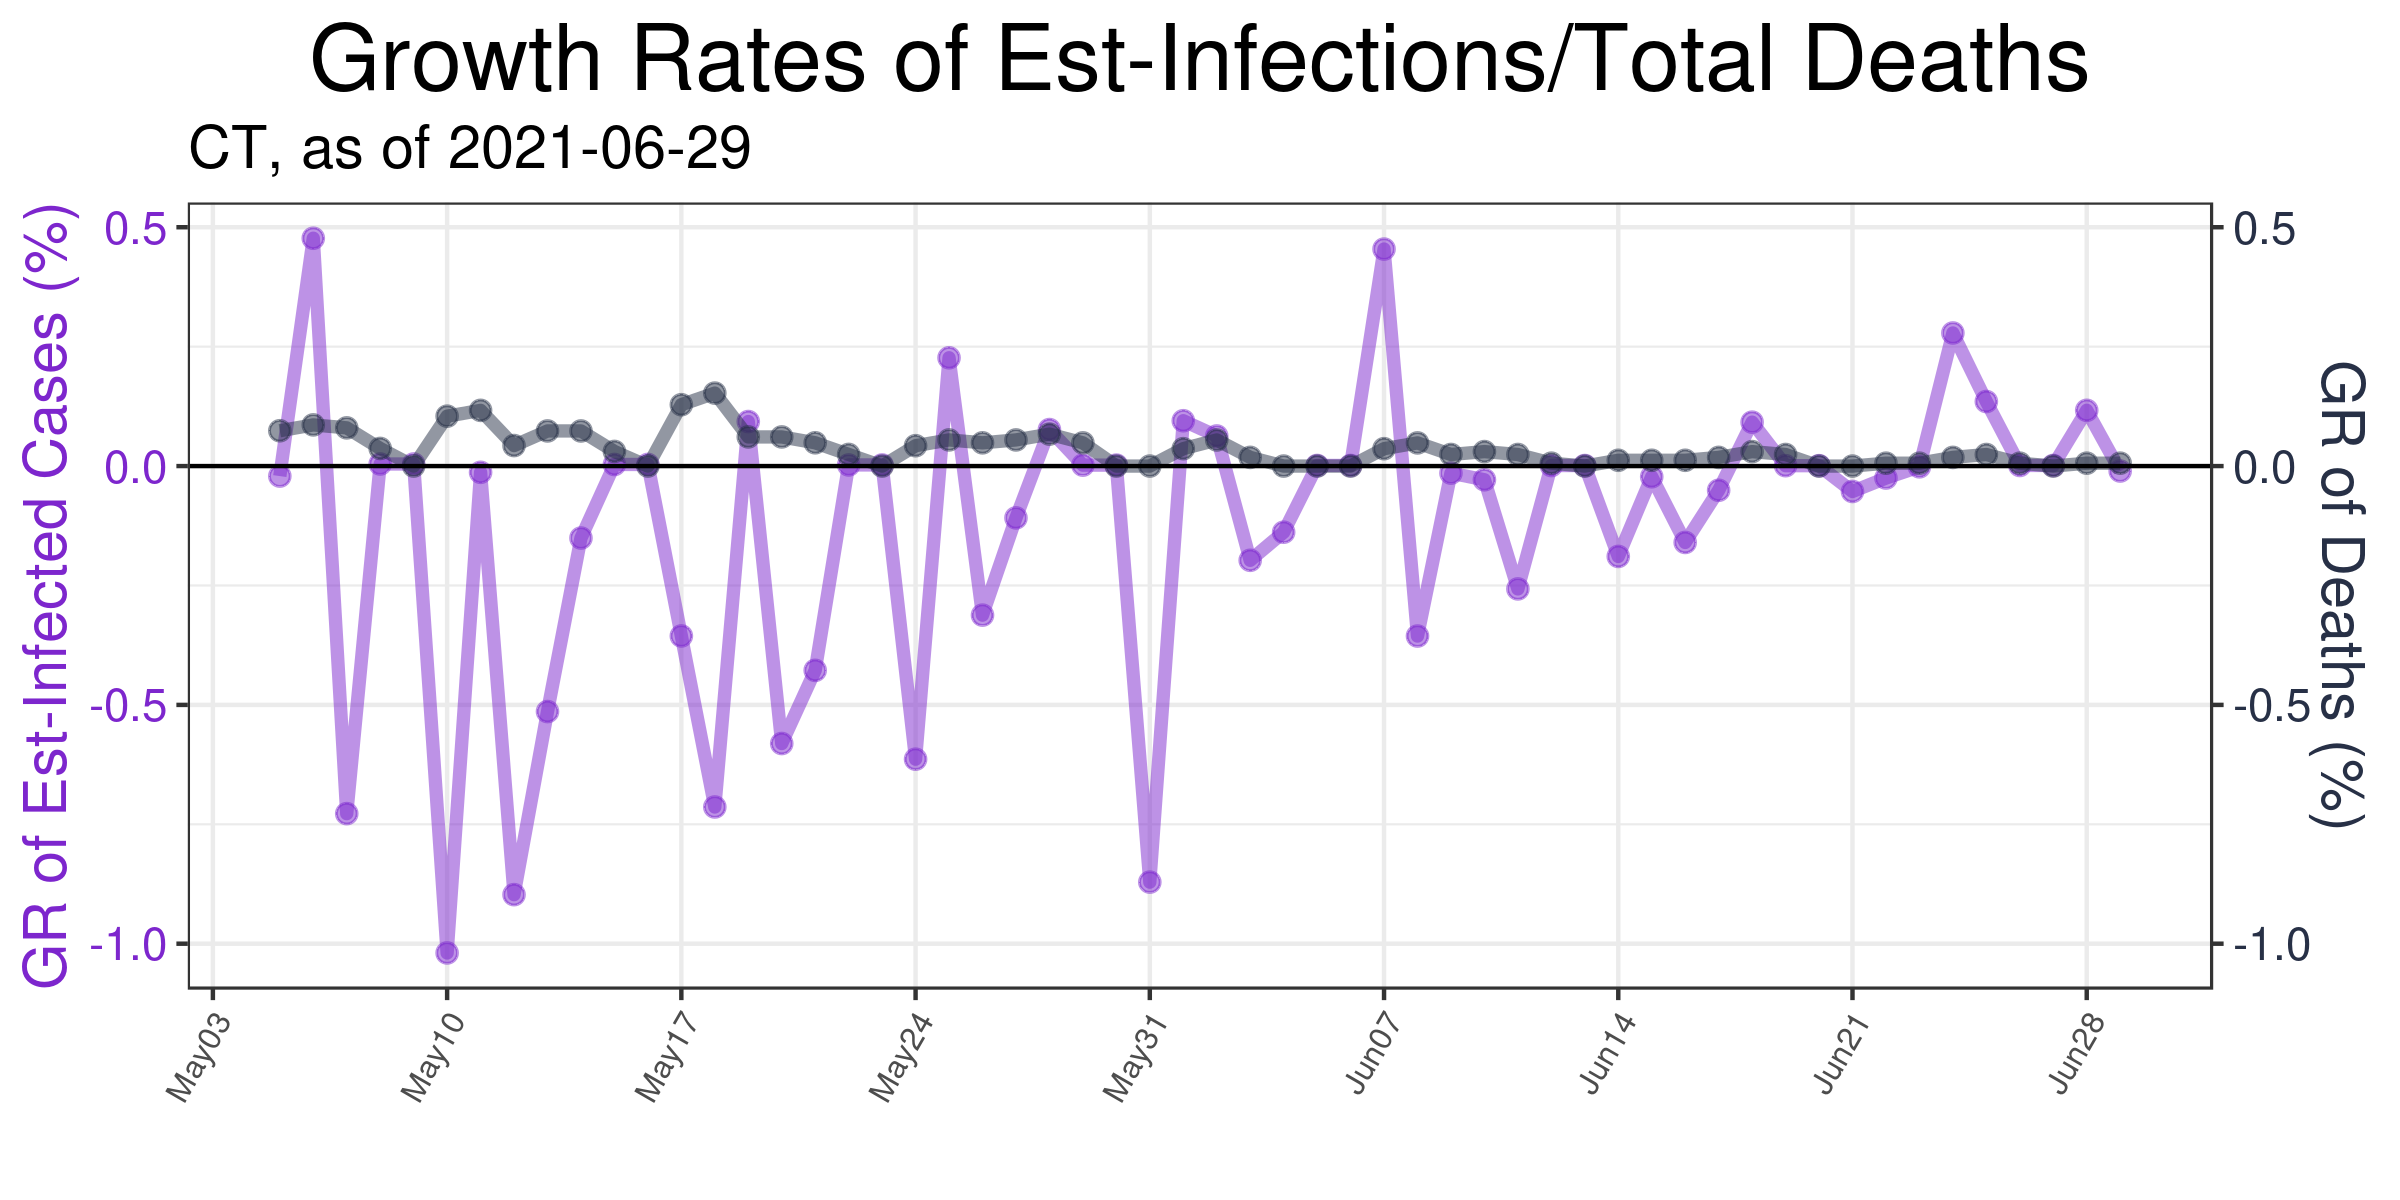 Growth Rates of Est-Infections/Total Deaths
CT, as of 2021-06-29
GR of Est-Infected Cases (%)
0.5
0.0
-0.5
-1.0
0.5
0.0
-0.5
-1.0
GR of Deaths (%)
May03
May10
May17
May24
May31
Jun07
Jun14
Jun21
Jun28